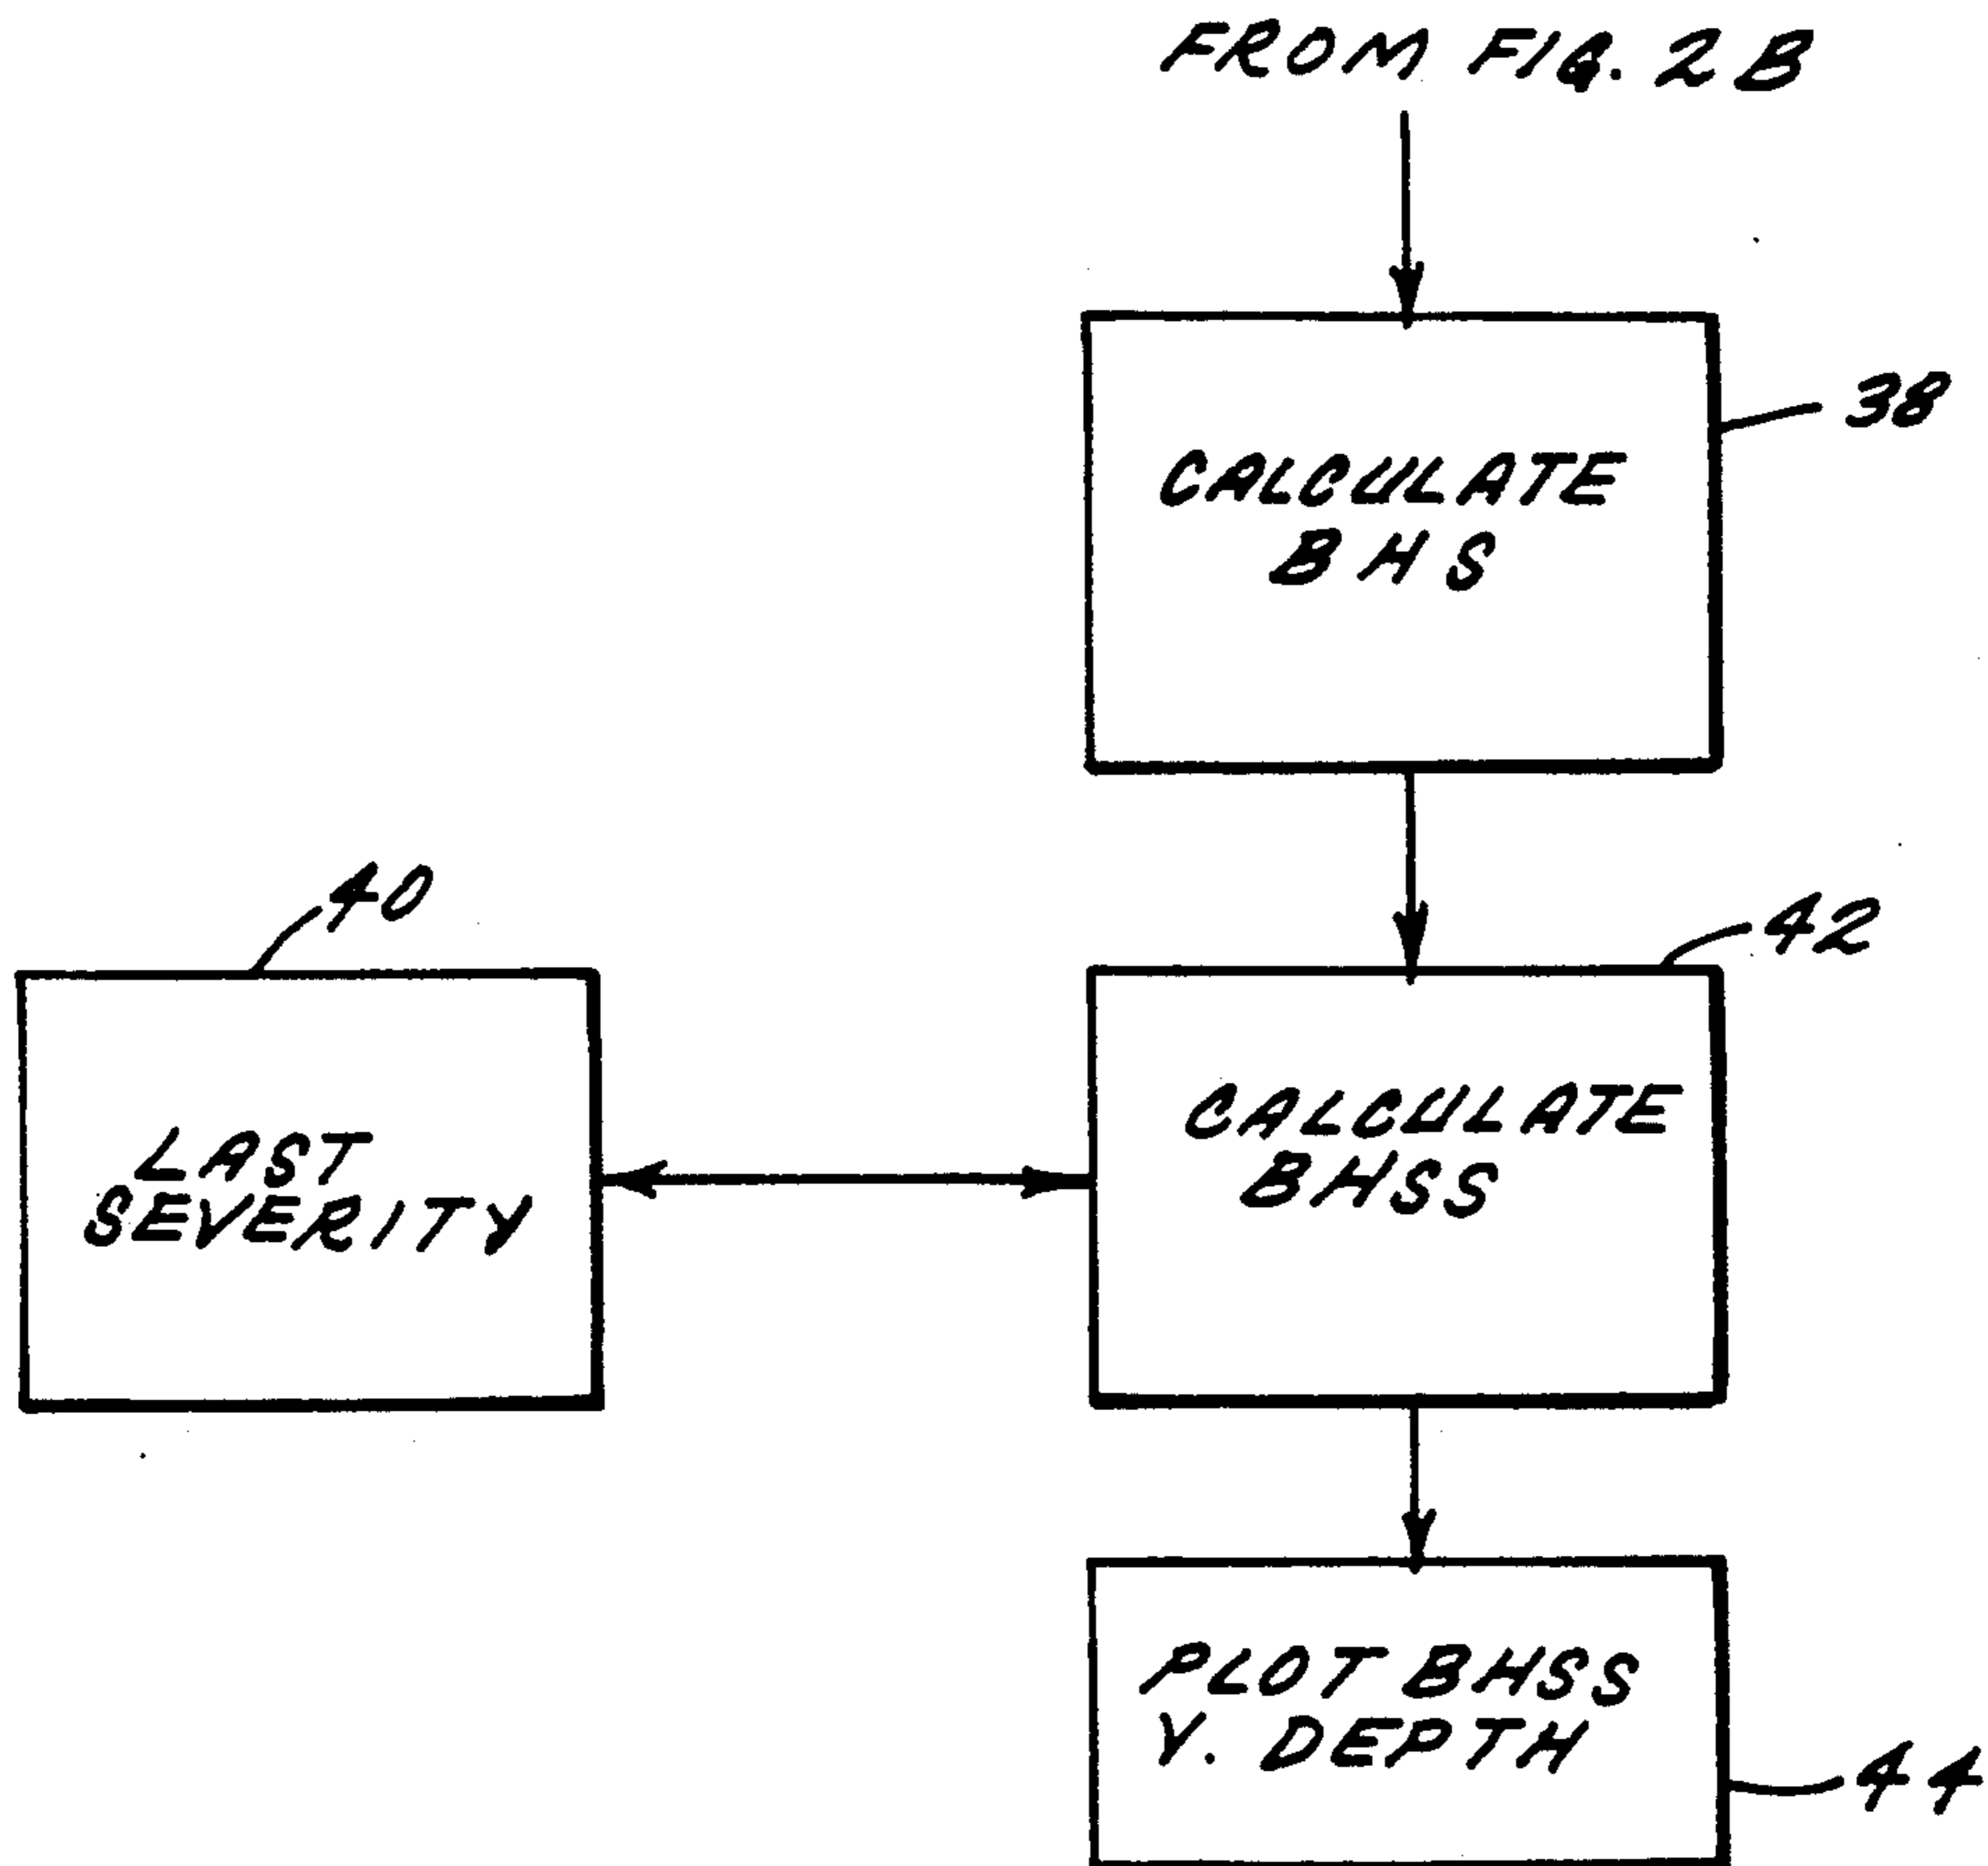 FROM FIG. 2B
38
CALCULATE
BHS
40
42
LAST
SEVERITY
CALCULATE
BHSS
PLOT BHSS
V. DEPTH
44